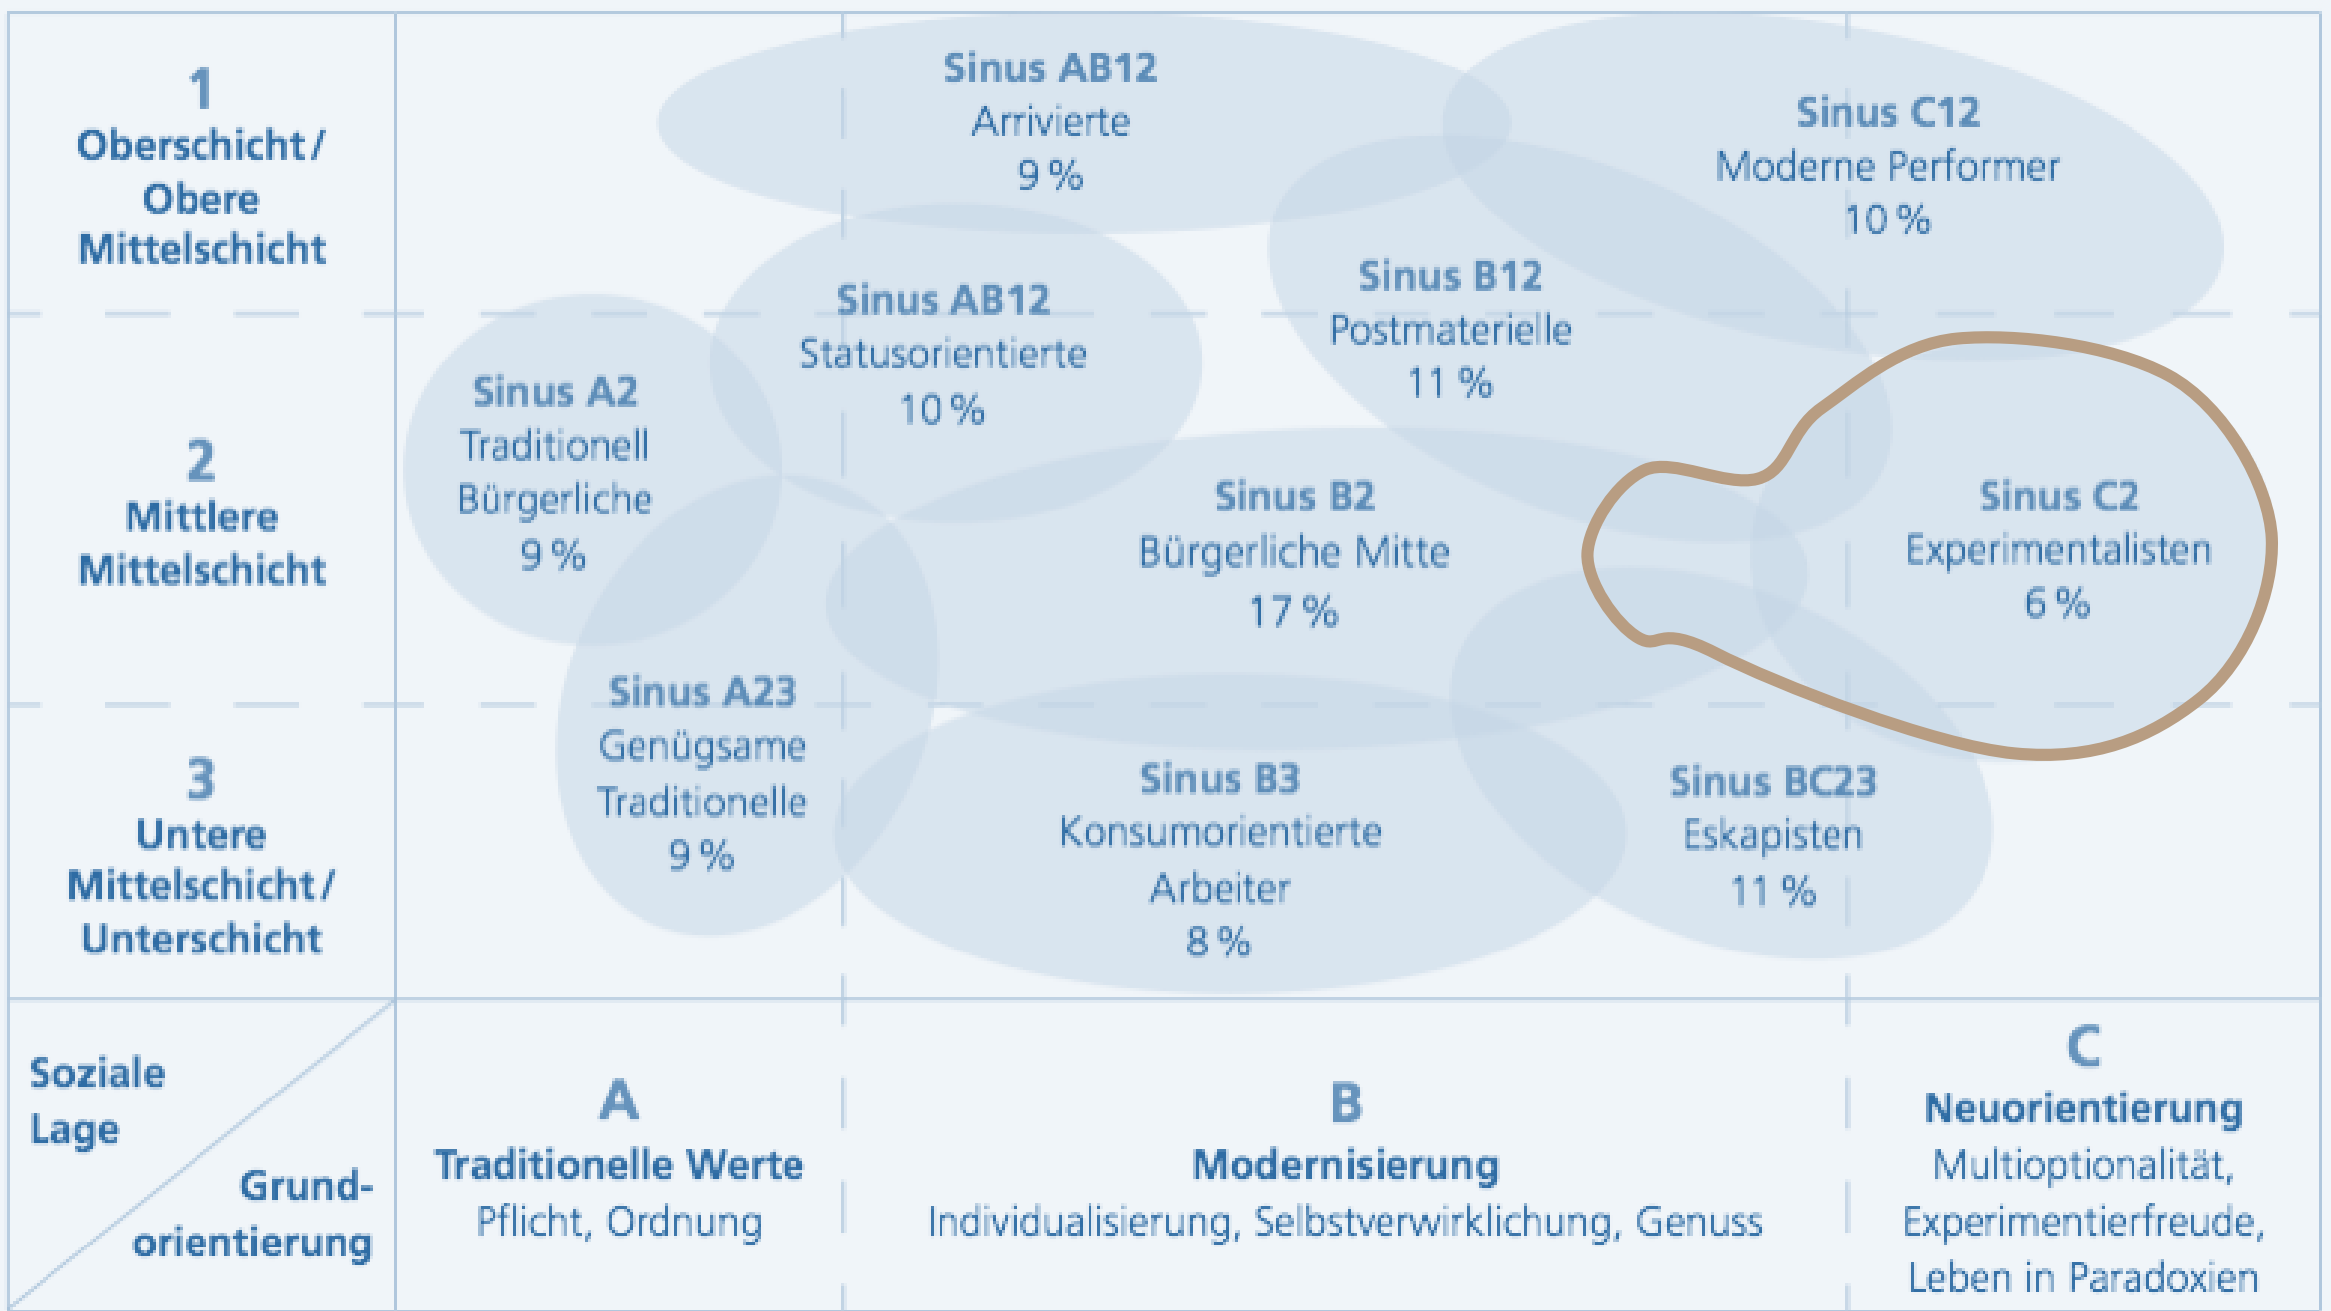 1
Oberschicht/
Obere
Mittelschicht
Sinus AB12
Arrivierte
9 %
Sinus C12
Moderne Performer
10 %
Sinus AB12
Statusorientierte
10 %
Sinus B12
Postmaterielle
11 %
2
Mittlere
Mittelschicht
Sinus A2
Traditionell
Bürgerliche
9 %
Sinus B2
Bürgerliche Mitte
17 %
Sinus C2
Experimentalisten
6 %
3
Untere
Mittelschicht/
Unterschicht
Sinus A23
Genügsame
Traditionelle
9 %
Sinus B3
Konsumorientierte
Arbeiter
8 %
Sinus BC23
Eskapisten
11 %
Soziale
Lage
Grund-
orientierung
A
Traditionelle Werte
Pflicht, Ordnung
B
Modernisierung
Individualisierung, Selbstverwirklichung, Genuss
C
Neuorientierung
Multioptionalität,
Experimentierfreude,
Leben in Paradoxien